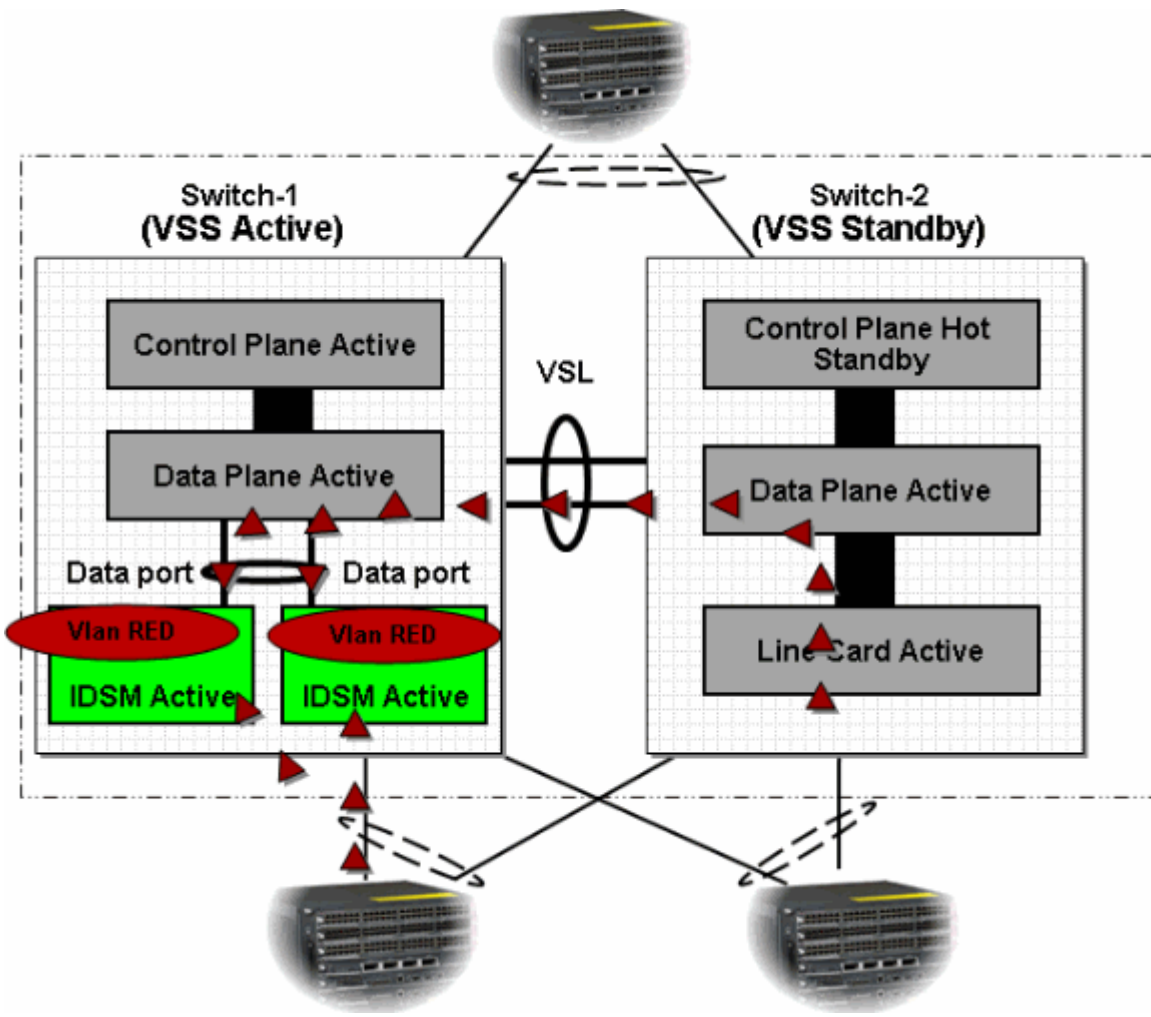 Switch-1
(VSS Active)
Switch-2
(VSS Standby)
Control Plane Active
Control Plane Hot
Standby
VSL
Data Plane Active
Data Plane Active
Data port
Data port
Vlan RED
Vlan RED
IDSM Active
IDSM Active
Line Card Active